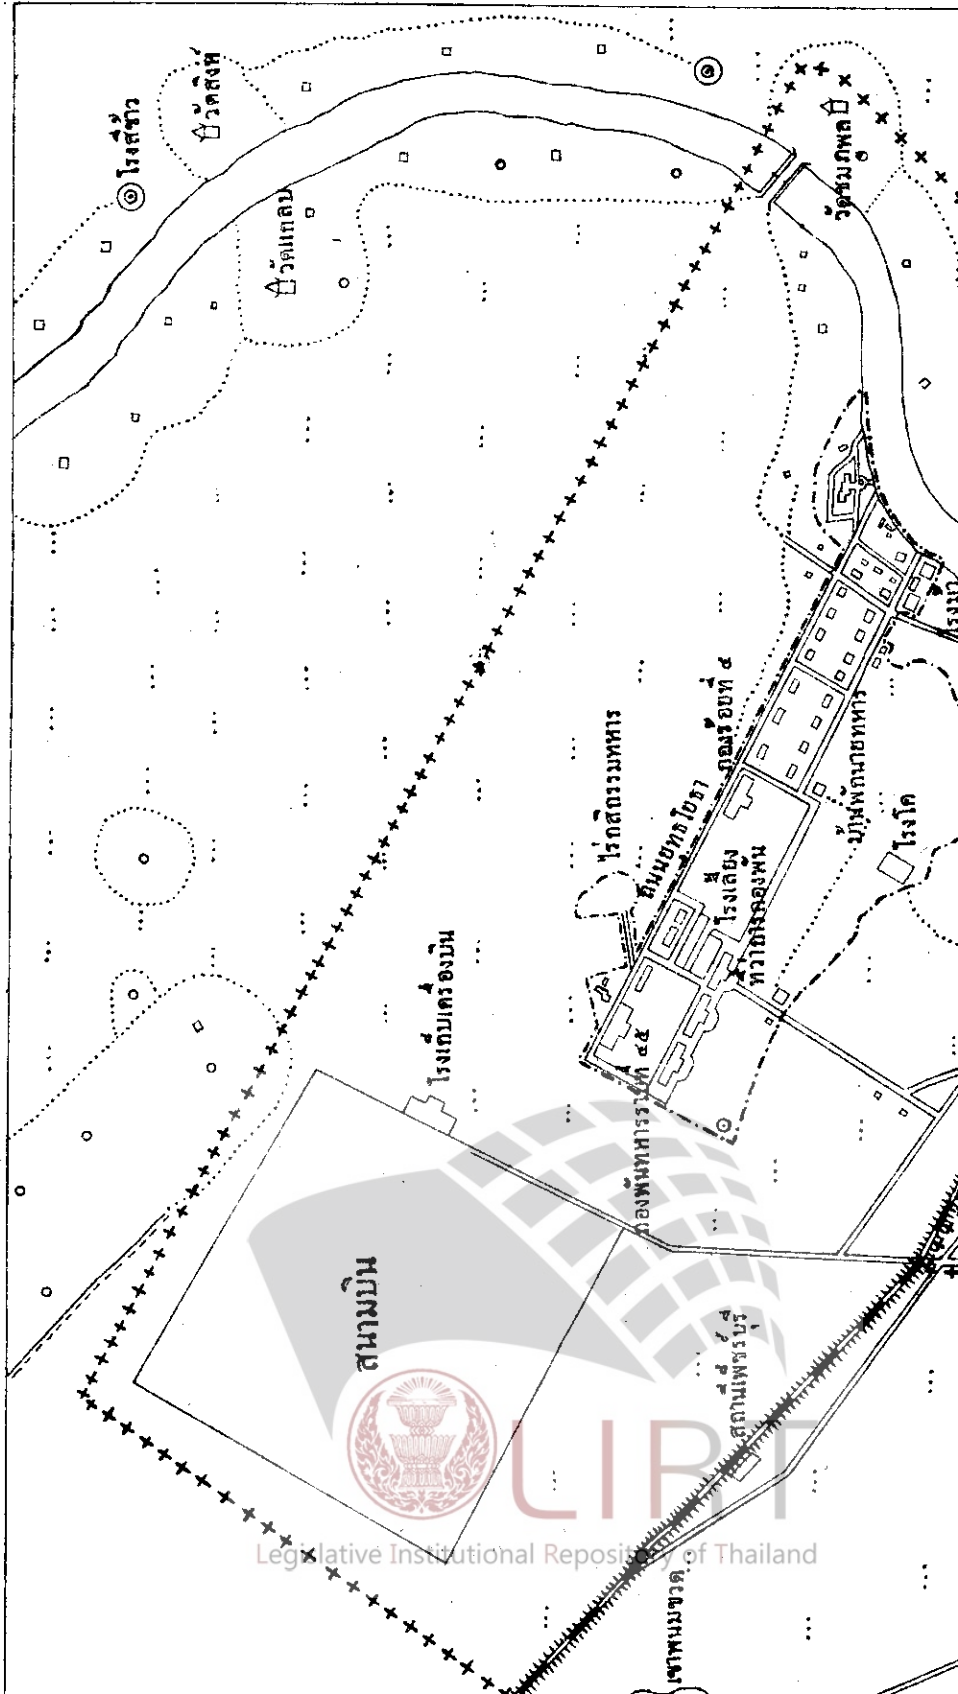 โรงสีข้าว
วัดสิงห์
วัดแกลบ
วัดชมภพล
ไร่กสิกรรมทหาร
ถนนยุทธโยธา
กองร้อยที่ ๔
โรงเลี้ยง
ที่ว่าการกองพัน
บ้านพักนายทหาร
โรงโค
โรงม้า
โรงเก็บเครื่องบิน
กองพันทหารราบที่ ๔๕
สนามบิน
สถานีเพชรบุรี
เขาพนมขวด
LIRT
Legislative Institutional Repository of Thailand